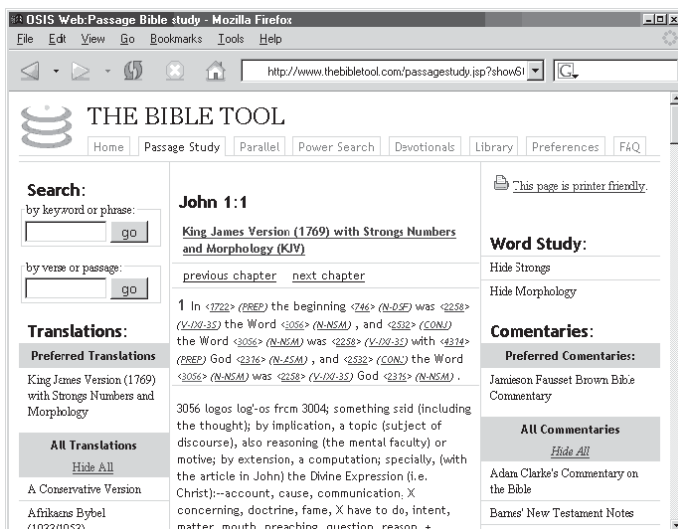 OSIS Web:Passage Bible study - Mozilla Firefox
File Edit View Go Bookmarks Tools Help
http://www.thebibletool.com/passagestudy.jsp?showSt
THE BIBLE TOOL
Home Passage Study Parallel Power Search Devotionals Library Preferences FAQ
Search:
by keyword or phrase:
go
by verse or passage:
go
Translations:
Preferred Translations
King James Version (1769)
with Strongs Numbers and
Morphology
All Translations
Hide All
A Conservative Version
Afrikaans Bybel
(1933/1953)
John 1:1
King James Version (1769) with Strongs Numbers
and Morphology (KJV)
previous chapter next chapter
1 In <1722> (PREP) the beginning <746> (N-DSF) was <2258>
(V-IXI-3S) the Word <3056> (N-NSM) , and <2532> (CONJ)
the Word <3056> (N-NSM) was <2258> (V-IXI-3S) with <4314>
(PREP) God <2316> (N-ASM) , and <2532> (CONJ) the Word
<3056> (N-NSM) was <2258> (V-IXI-3S) God <2316> (N-NSM) .
3056 logos log'-os from 3004; something said (including
the thought); by implication, a topic (subject of
discourse), also reasoning (the mental faculty) or
motive; by extension, a computation; specially, (with
the article in John) the Divine Expression (i.e.
Christ):--account, cause, communication, X
concerning, doctrine, fame, X have to do, intent,
matter, mouth, preaching, question, reason, +
This page is printer friendly.
Word Study:
Hide Strongs
Hide Morphology
Commentaries:
Preferred Commentaries:
Jamieson Fausset Brown Bible
Commentary
All Commentaries
Hide All
Adam Clarke's Commentary on
the Bible
Barnes' New Testament Notes